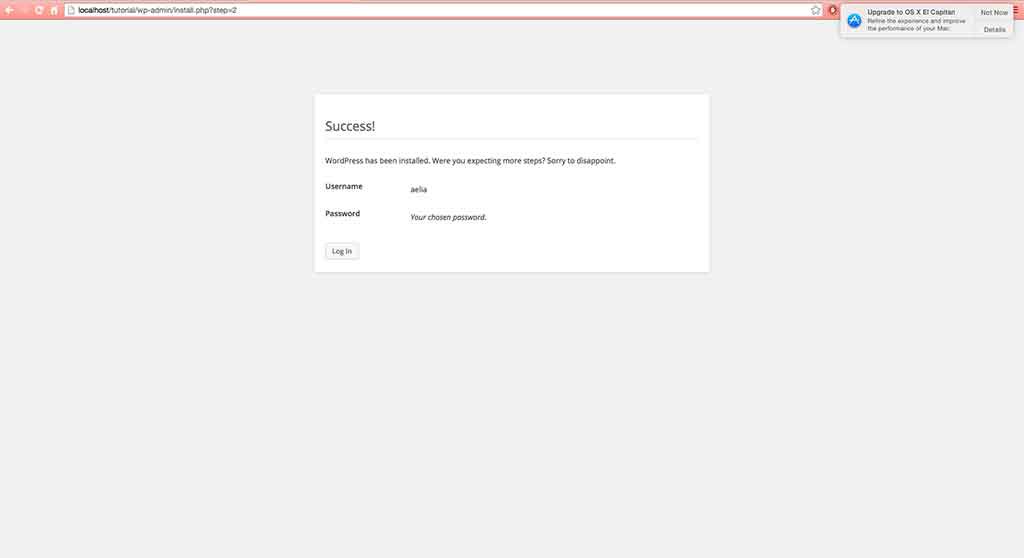 localhost/tutorial/wp-admin/install.php?step=2
Upgrade to OS X El Capitan
Refine the experience and improve
the performance of your Mac.
Not Now
Details
Success!
WordPress has been installed. Were you expecting more steps? Sorry to disappoint.
Username aelia
Password Your chosen password.
Log In